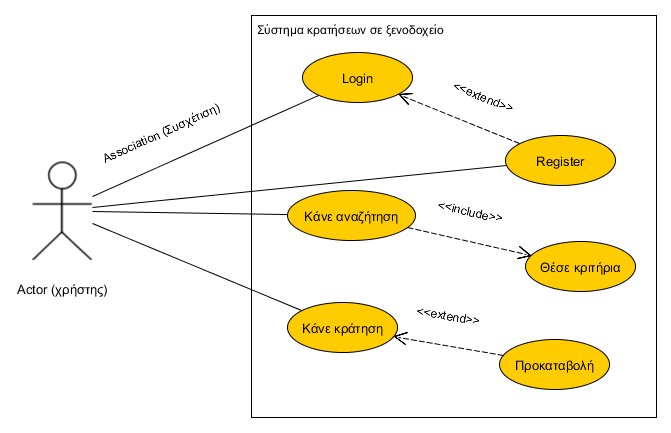 Σύστημα κρατήσεων σε ξενοδοχείο
Login
<<extend>>
Association (Συσχέτιση)
Register
Κάνε αναζήτηση
<<include>>
Θέσε κριτήρια
Actor (χρήστης)
<<extend>>
Κάνε κράτηση
Προκαταβολή